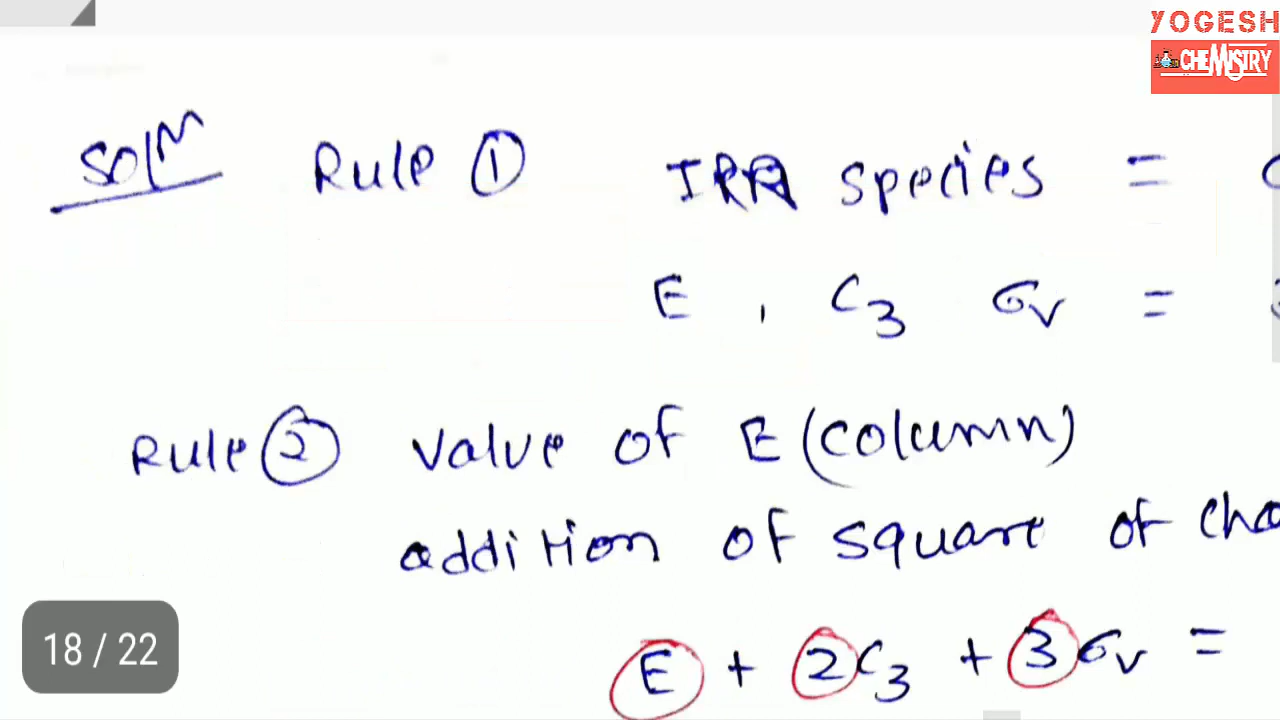 YOGESH
CHEMISTRY
Soln Rule ① IRR species =
E , C₃ σᵥ =
Rule ② value of E (column)
addition of square of cha
E + 2C₃ + 3σᵥ =
18 / 22